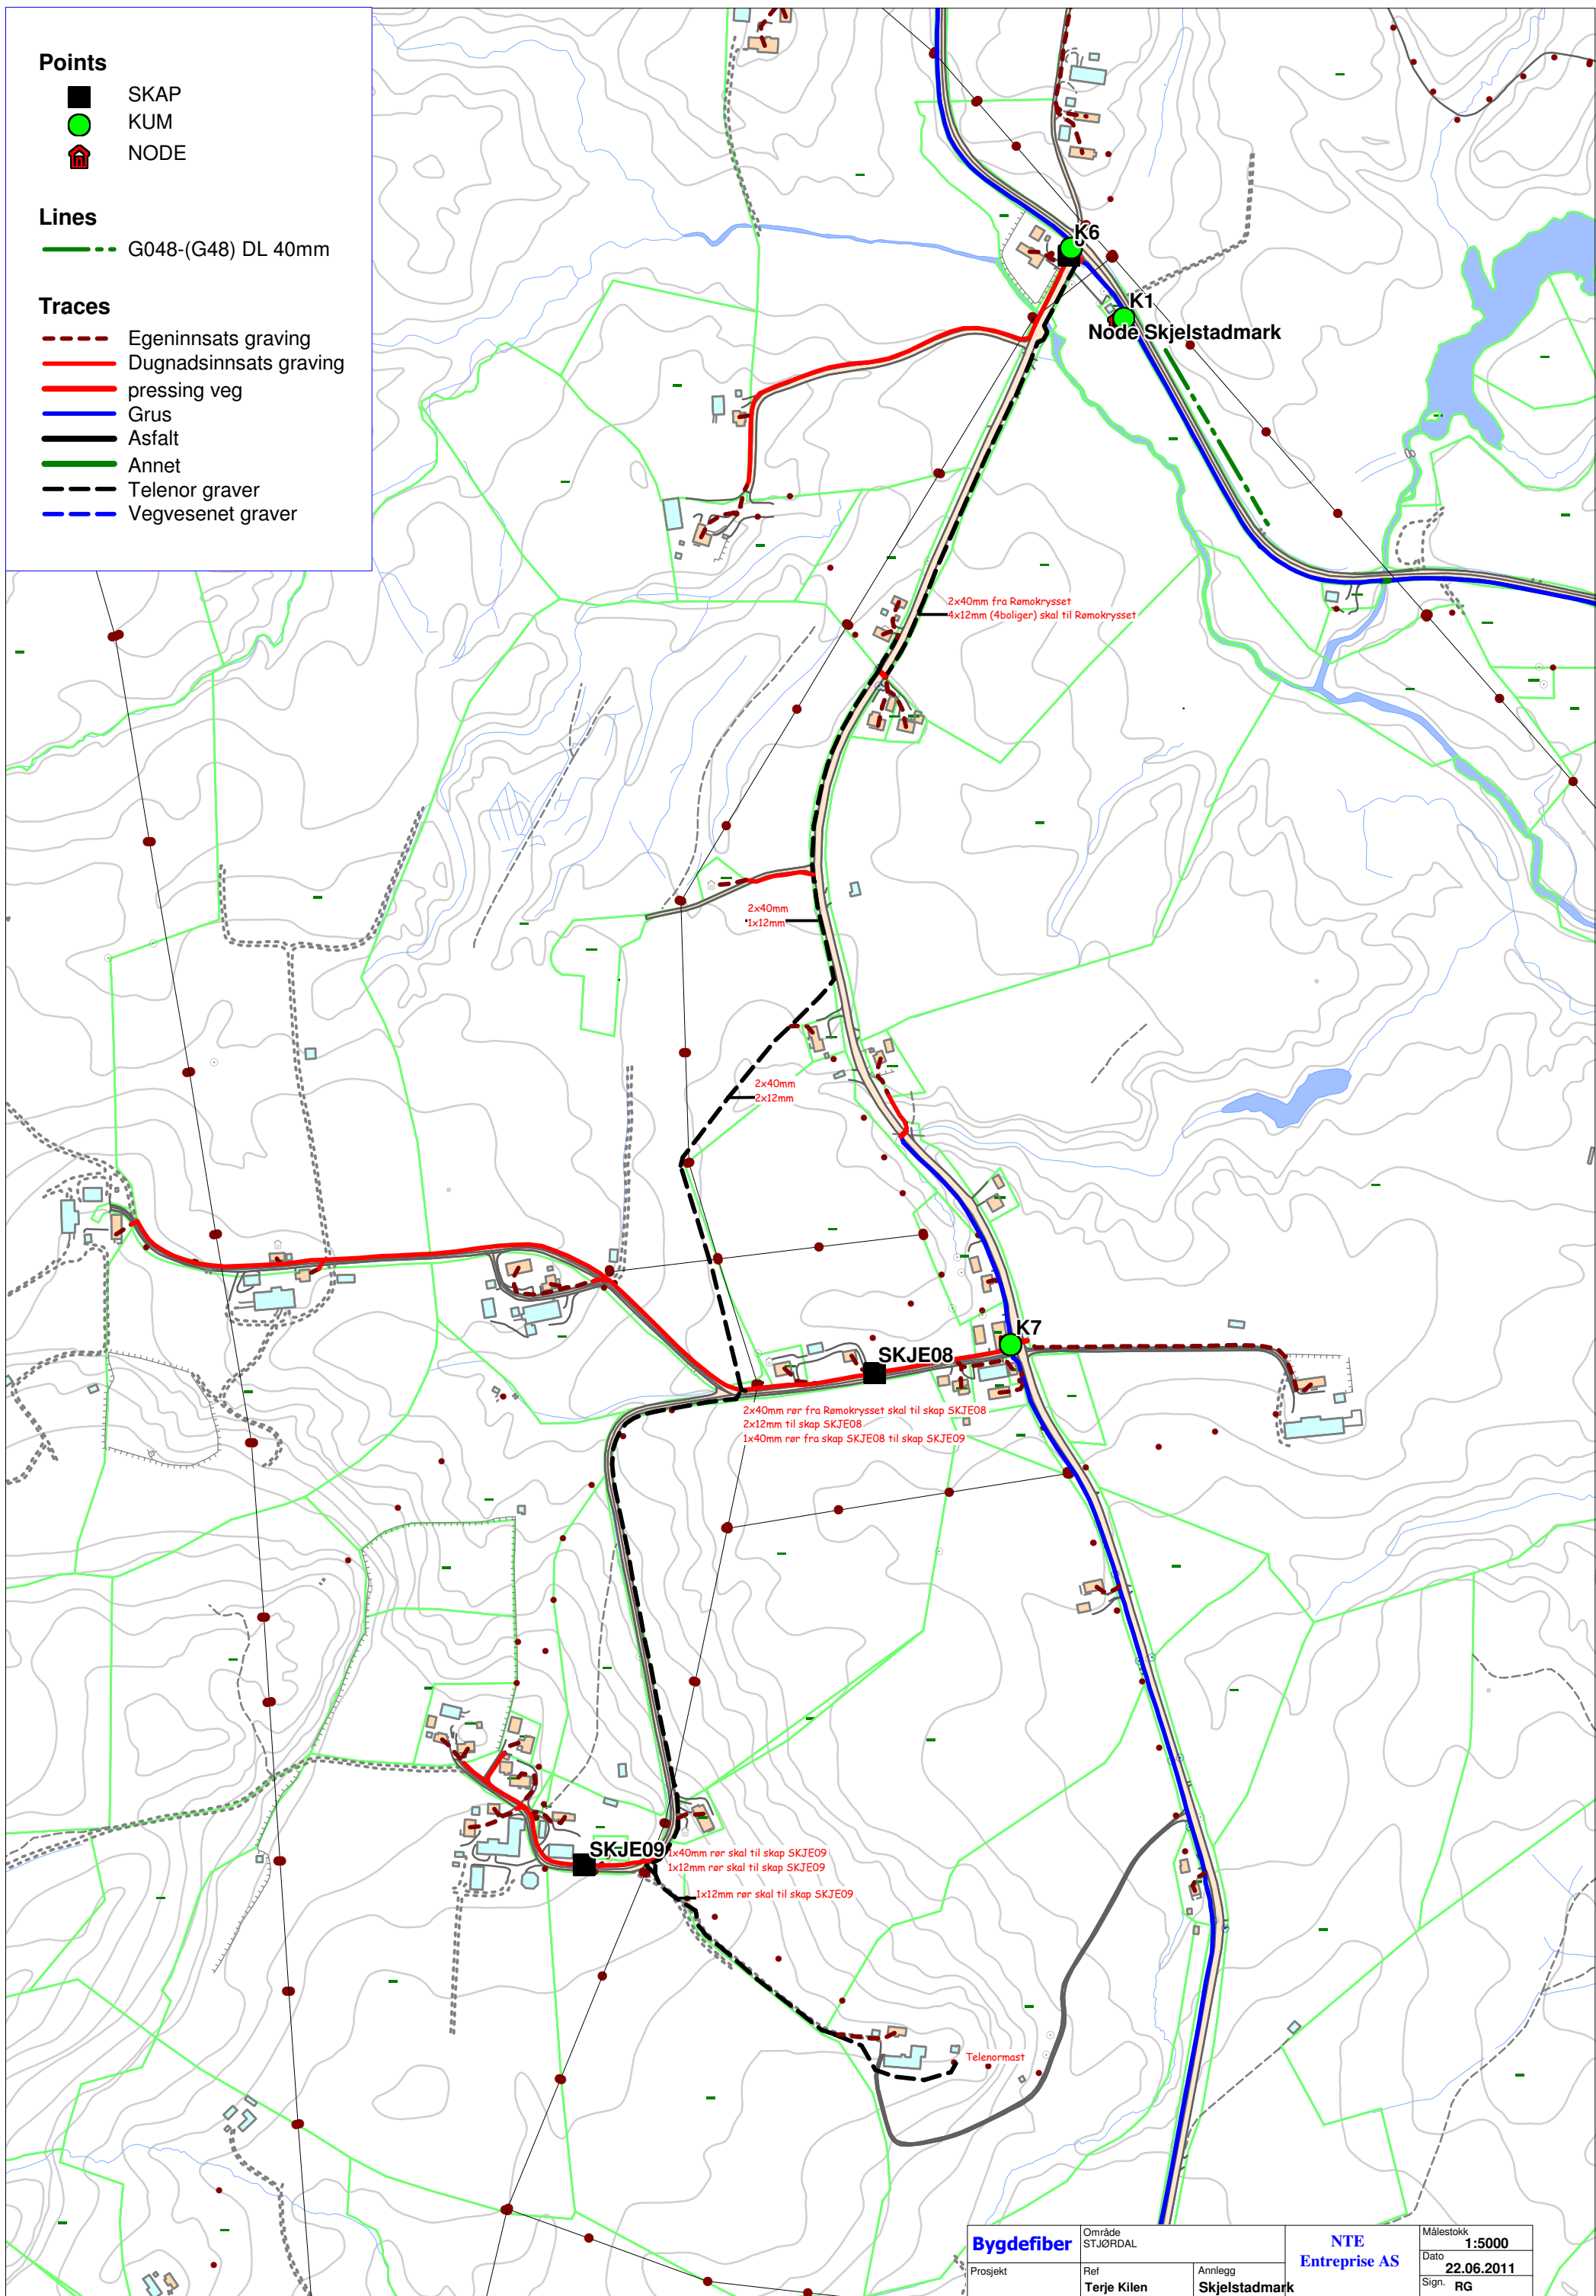 Points
SKAP
KUM
NODE
Lines
G048-(G48) DL 40mm
Traces
Egeninnsats graving
Dugnadsinnsats graving
pressing veg
Grus
Asfalt
Annet
Telenor graver
Vegvesenet graver
K6
K1
Node Skjelstadmark
2x40mm fra Rømokrysset
4x12mm (4boliger) skal til Rømokrysset
2x40mm
1x12mm
2x40mm
2x12mm
K7
SKJE08
2x40mm rør fra Rømokrysset skal til skap SKJE08
2x12mm til skap SKJE08
1x40mm rør fra skap SKJE08 til skap SKJE09
SKJE09
1x40mm rør skal til skap SKJE09
1x12mm rør skal til skap SKJE09
1x12mm rør skal til skap SKJE09
Telenormast
Bygdefiber
Område
STJØRDAL
NTE
Entreprise AS
Målestokk
1:5000
Dato
22.06.2011
Prosjekt
Ref
Terje Kilen
Annlegg
Skjelstadmark
Sign. RG